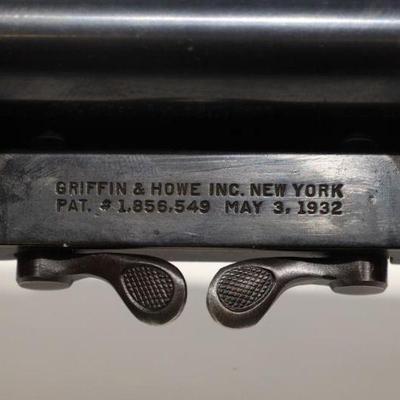 GRIFFIN & HOWE INC. NEW YORK
PAT. # 1,856,549 MAY 3, 1932